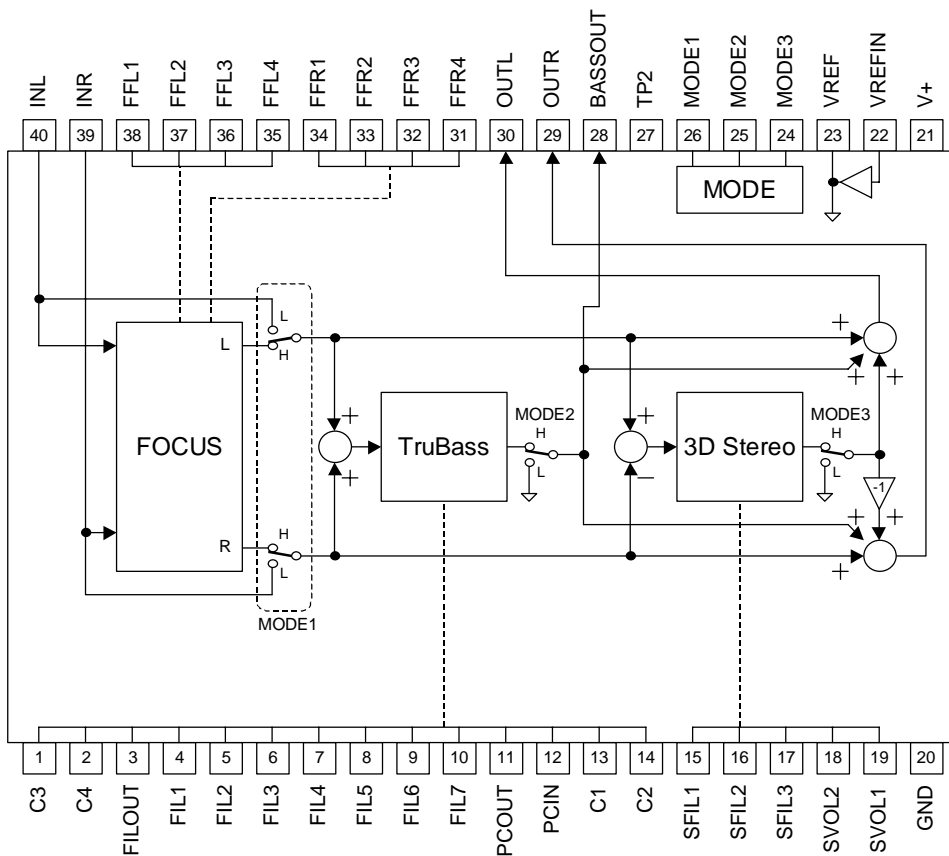 INL INR FFL1 FFL2 FFL3 FFL4 FFR1 FFR2 FFR3 FFR4 OUTL OUTR BASSOUT TP2 MODE1 MODE2 MODE3 VREF VREFIN V+
40 39 38 37 36 35 34 33 32 31 30 29 28 27 26 25 24 23 22 21
MODE
L
+
L
H
+ +
+
MODE2
+
MODE3
FOCUS
TruBass
H
3D Stereo
H
+
L
−
L
-1
H
+ +
R
L
+
MODE1
1 2 3 4 5 6 7 8 9 10 11 12 13 14 15 16 17 18 19 20
C3 C4 FILOUT FIL1 FIL2 FIL3 FIL4 FIL5 FIL6 FIL7 PCOUT PCIN C1 C2 SFIL1 SFIL2 SFIL3 SVOL2 SVOL1 GND